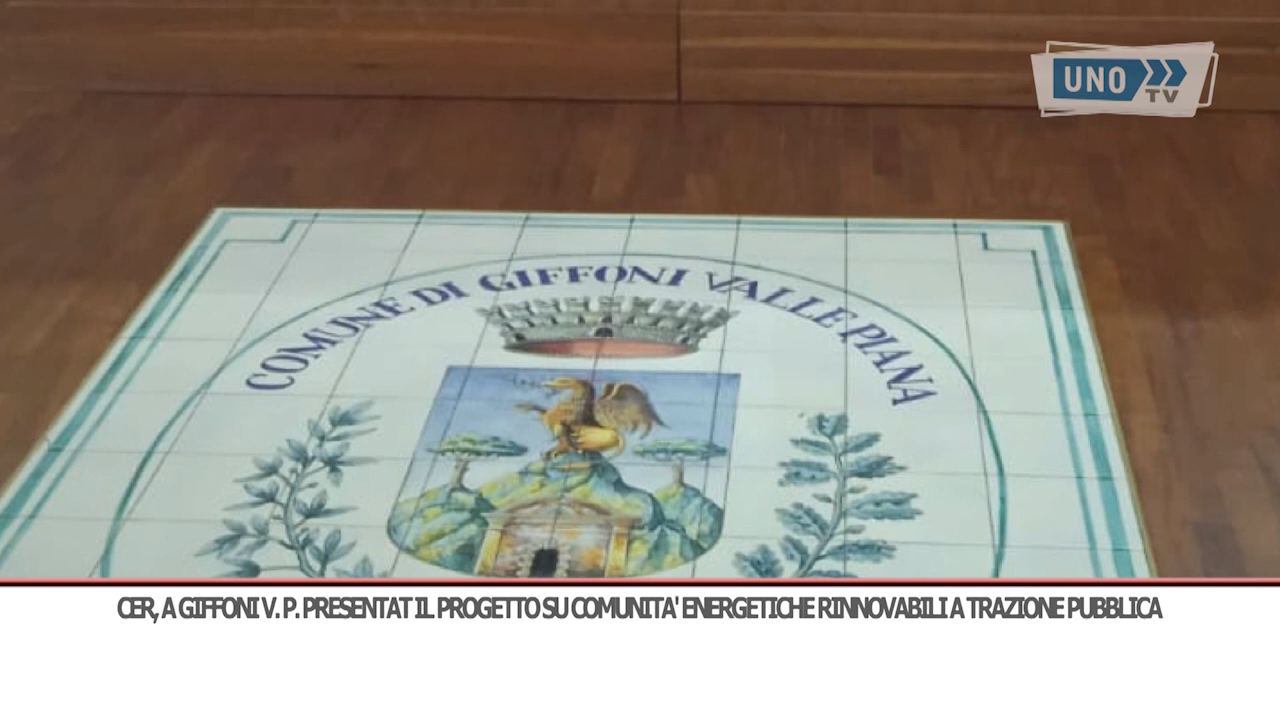 UNO
TV
COMUNE DI GIFFONI VALLE PIANA
CER, A GIFFONI V. P. PRESENTAT IL PROGETTO SU COMUNITA' ENERGETICHE RINNOVABILI A TRAZIONE PUBBLICA